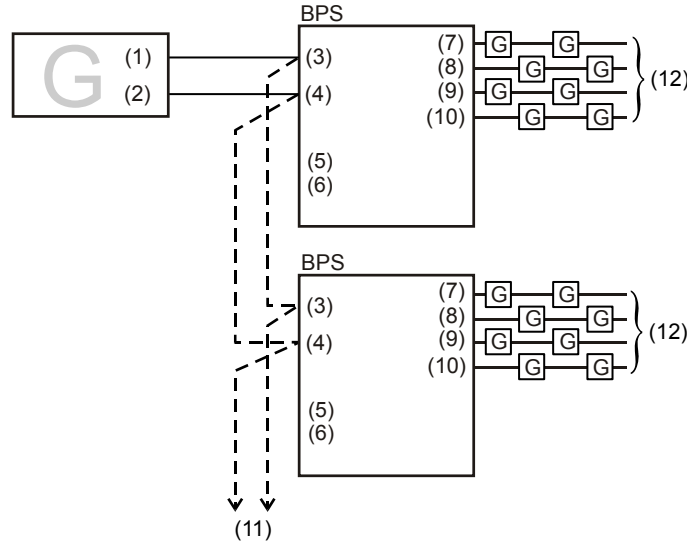 BPS
G (1) (3) (7) G G
(8) G G
(2) (4) (9) G G (12)
(10) G G
(5)
(6)
BPS
(3) (7) G G
(8) G G
(4) (9) G G (12)
(10) G G
(5)
(6)
(11)